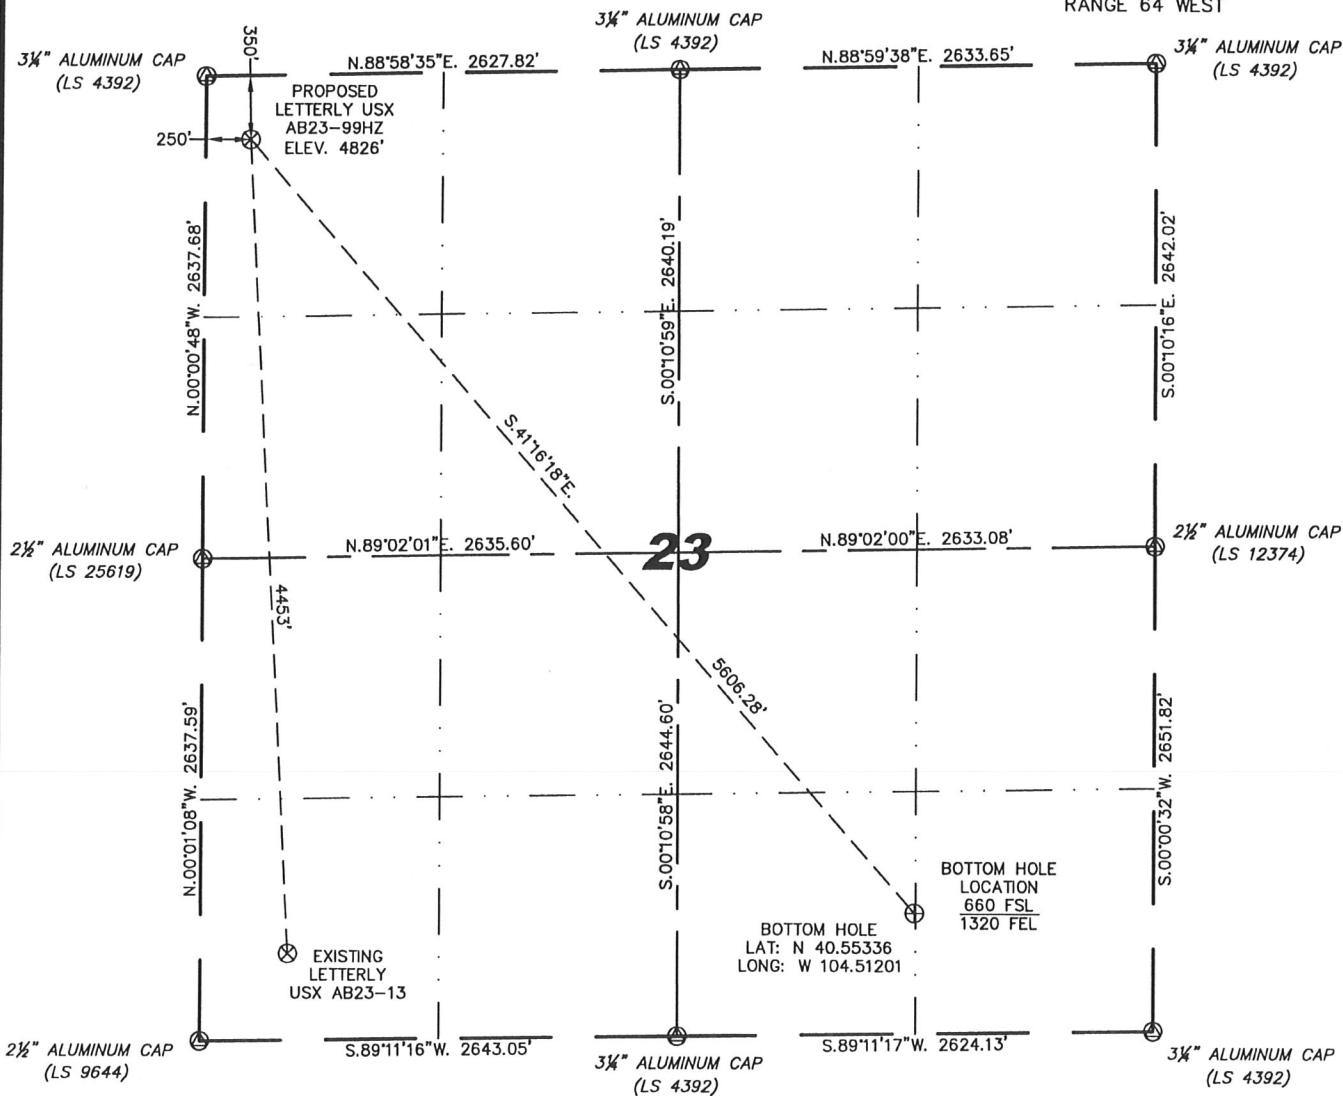 RANGE 64 WEST
3¼" ALUMINUM CAP
(LS 4392)
3¼" ALUMINUM CAP
(LS 4392)
3¼" ALUMINUM CAP
(LS 4392)
N.88°58'35"E. 2627.82'
N.88°59'38"E. 2633.65'
350'
250'
PROPOSED
LETTERLY USX
AB23-99HZ
ELEV. 4826'
N.00°00'48"W. 2637.68'
S.00°10'59"E. 2640.19'
S.00°10'16"E. 2642.02'
S.41°16'18"E.
2½" ALUMINUM CAP
(LS 25619)
N.89°02'01"E. 2635.60'
23
N.89°02'00"E. 2633.08'
2½" ALUMINUM CAP
(LS 12374)
4453'
5606.28'
N.00°01'08"W. 2637.59'
S.00°10'58"E. 2644.60'
S.00°00'32"W. 2651.82'
BOTTOM HOLE
LOCATION
660 FSL
1320 FEL
BOTTOM HOLE
LAT: N 40.55336
LONG: W 104.51201
EXISTING
LETTERLY
USX AB23-13
2½" ALUMINUM CAP
(LS 9644)
S.89°11'16"W. 2643.05'
3¼" ALUMINUM CAP
(LS 4392)
S.89°11'17"W. 2624.13'
3¼" ALUMINUM CAP
(LS 4392)